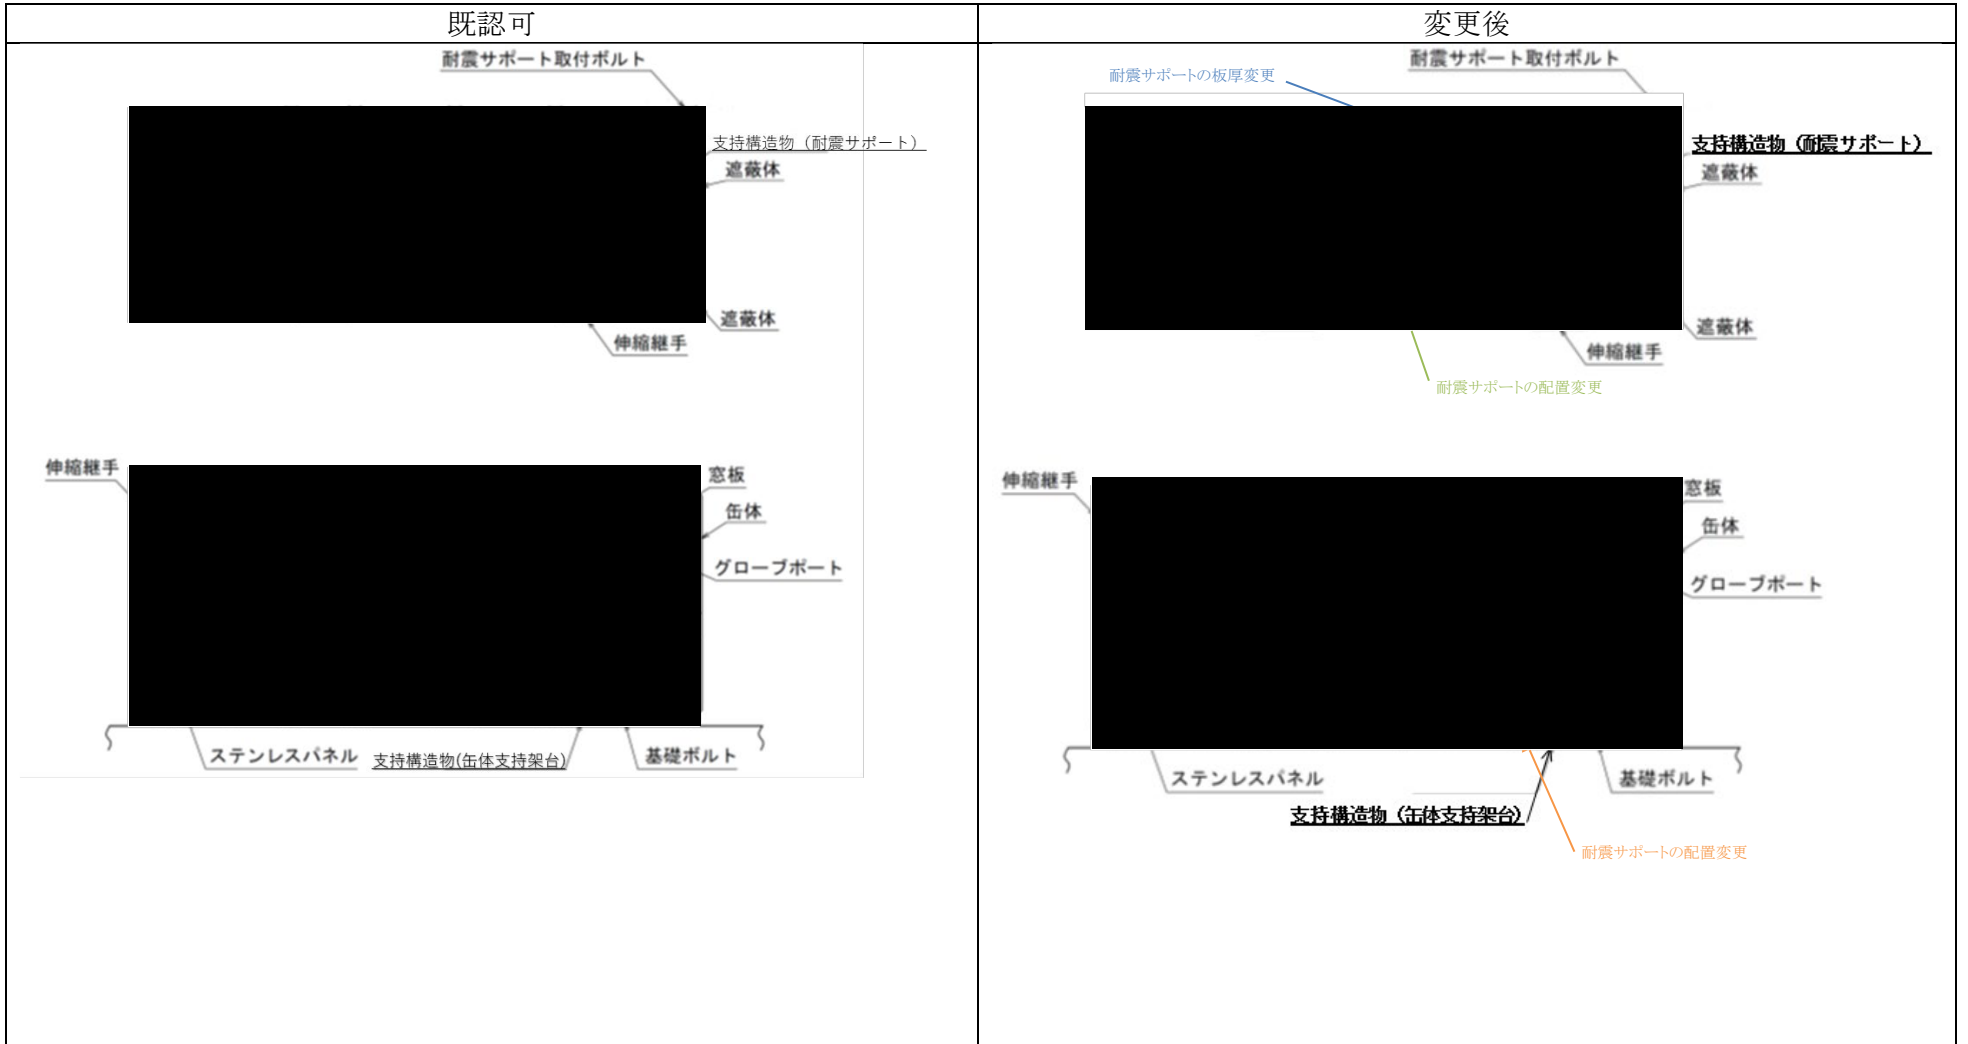 既認可
耐震サポート取付ボルト
支持構造物（耐震サポート）
遮蔽体
遮蔽体
伸縮継手
伸縮継手
窓板
缶体
グローブポート
ステンレスパネル
支持構造物(缶体支持架台)
基礎ボルト
変更後
耐震サポート取付ボルト
耐震サポートの板厚変更
支持構造物（耐震サポート）
遮蔽体
遮蔽体
伸縮継手
耐震サポートの配置変更
伸縮継手
窓板
缶体
グローブポート
ステンレスパネル
基礎ボルト
支持構造物（缶体支持架台）
耐震サポートの配置変更